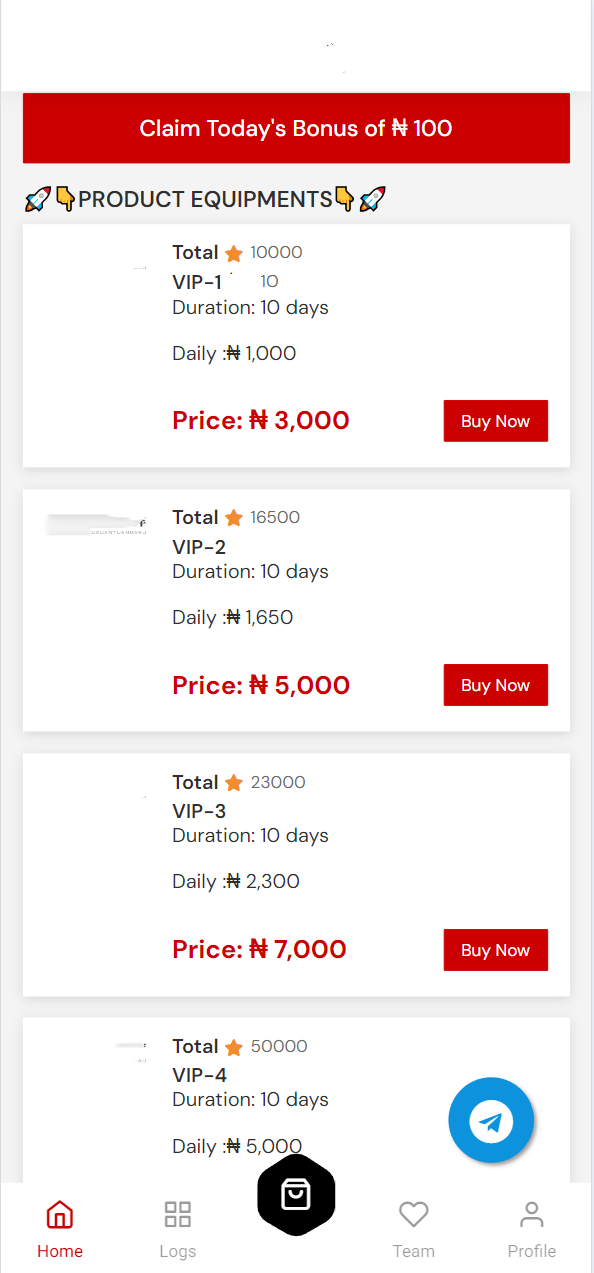 Claim Today's Bonus of ₦ 100
🚀👇PRODUCT EQUIPMENTS👇🚀
Total ⭐ 10000
VIP-1 10
Duration: 10 days
Daily :₦ 1,000
Price: ₦ 3,000
Buy Now
Total ⭐ 16500
VIP-2
Duration: 10 days
Daily :₦ 1,650
Price: ₦ 5,000
Buy Now
Total ⭐ 23000
VIP-3
Duration: 10 days
Daily :₦ 2,300
Price: ₦ 7,000
Buy Now
Total ⭐ 50000
VIP-4
Duration: 10 days
Daily :₦ 5,000
Home
Logs
Team
Profile